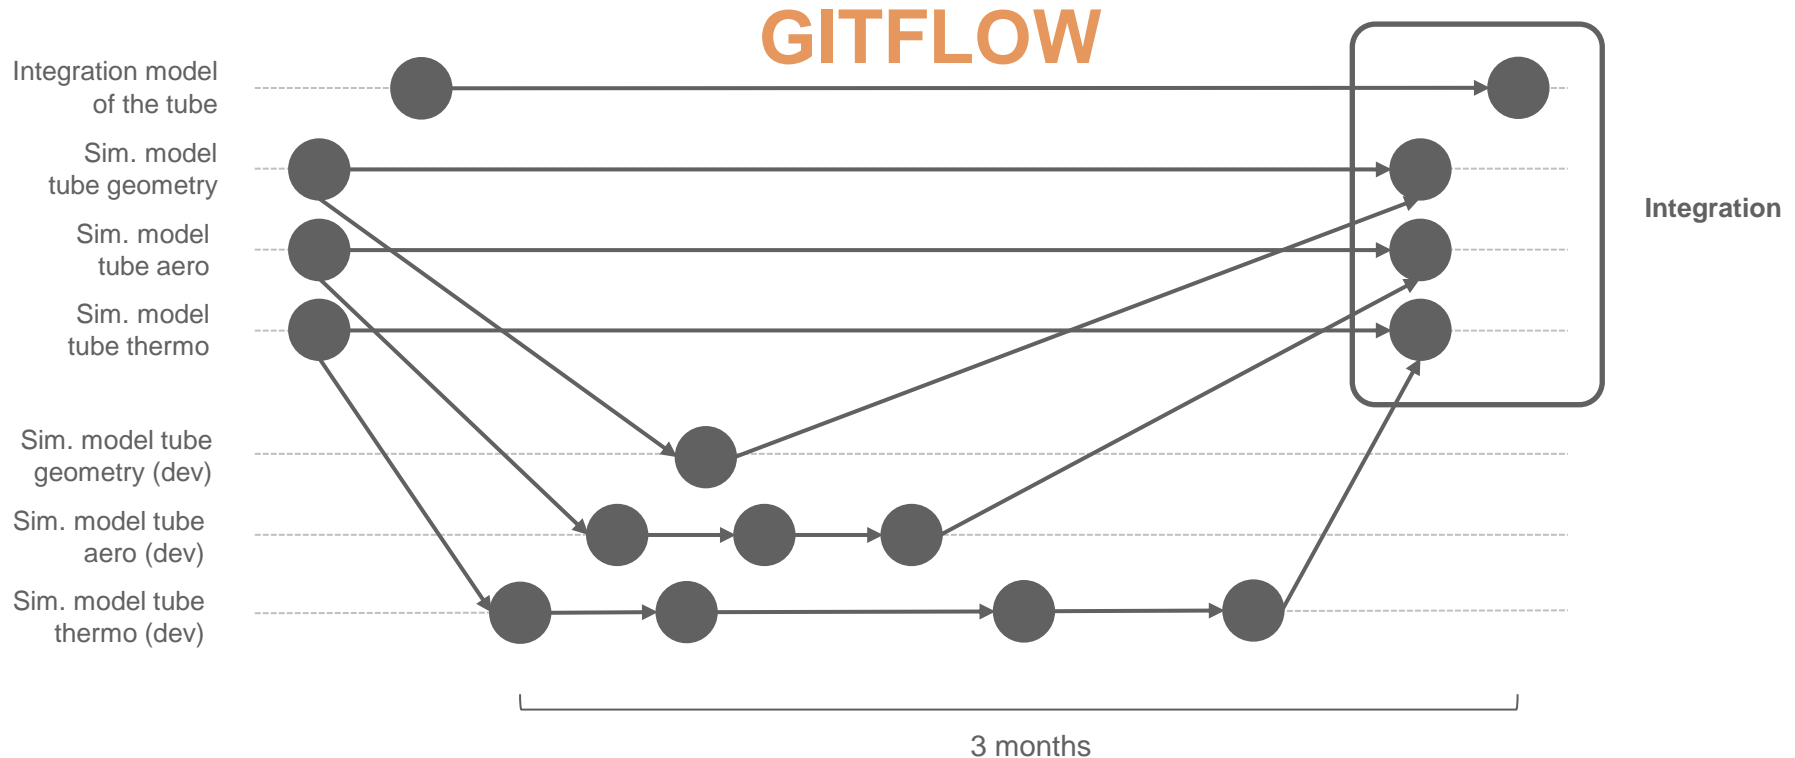 GITFLOW
Integration model
of the tube
Sim. model
tube geometry
Sim. model
tube aero
Sim. model
tube thermo
Integration
Sim. model tube
geometry (dev)
Sim. model tube
aero (dev)
Sim. model tube
thermo (dev)
3 months